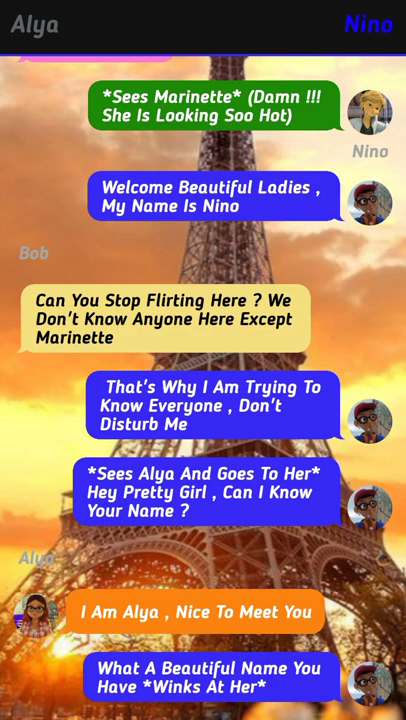 Alya
Nino
*Sees Marinette* (Damn !!!
She Is Looking Soo Hot)
Nino
Welcome Beautiful Ladies ,
My Name Is Nino
Bob
Can You Stop Flirting Here ? We
Don't Know Anyone Here Except
Marinette
That's Why I Am Trying To
Know Everyone , Don't
Disturb Me
*Sees Alya And Goes To Her*
Hey Pretty Girl , Can I Know
Your Name ?
Alya
I Am Alya , Nice To Meet You
What A Beautiful Name You
Have *Winks At Her*